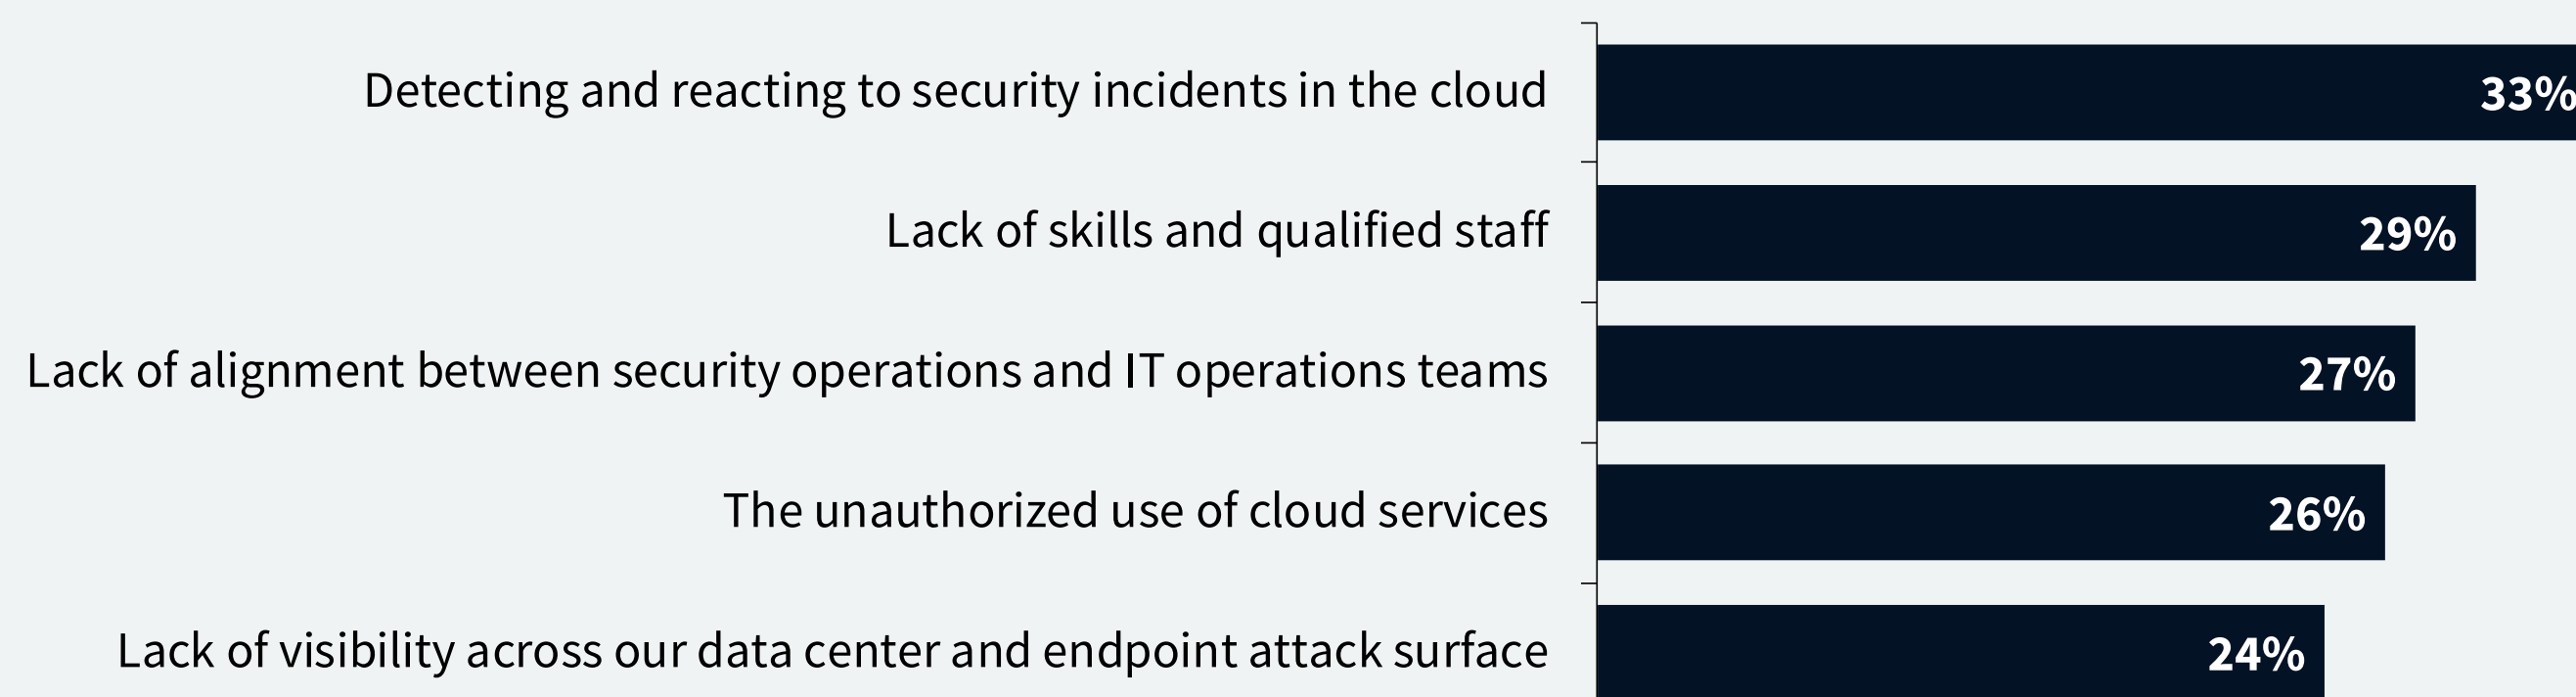 Detecting and reacting to security incidents in the cloud 33%
Lack of skills and qualified staff 29%
Lack of alignment between security operations and IT operations teams 27%
The unauthorized use of cloud services 26%
Lack of visibility across our data center and endpoint attack surface 24%